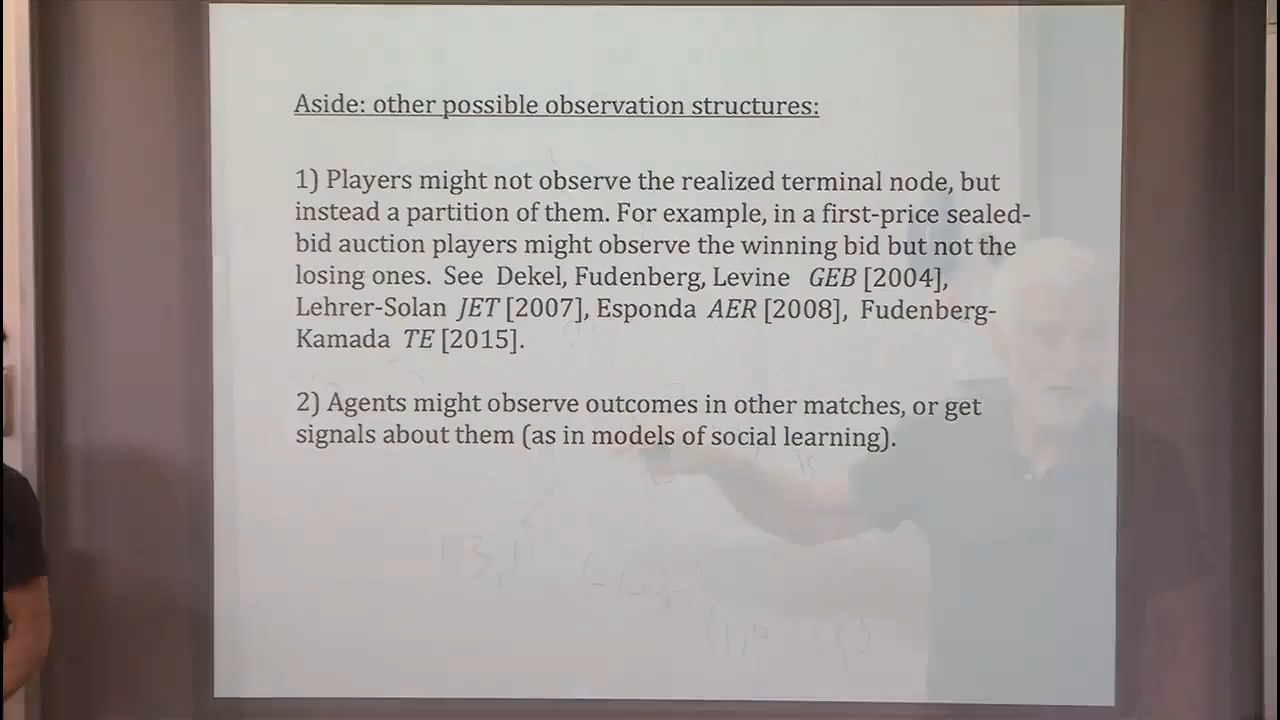 Aside: other possible observation structures:
1) Players might not observe the realized terminal node, but
instead a partition of them. For example, in a first-price sealed-
bid auction players might observe the winning bid but not the
losing ones. See Dekel, Fudenberg, Levine GEB [2004],
Lehrer-Solan JET [2007], Esponda AER [2008], Fudenberg-
Kamada TE [2015].
2) Agents might observe outcomes in other matches, or get
signals about them (as in models of social learning).